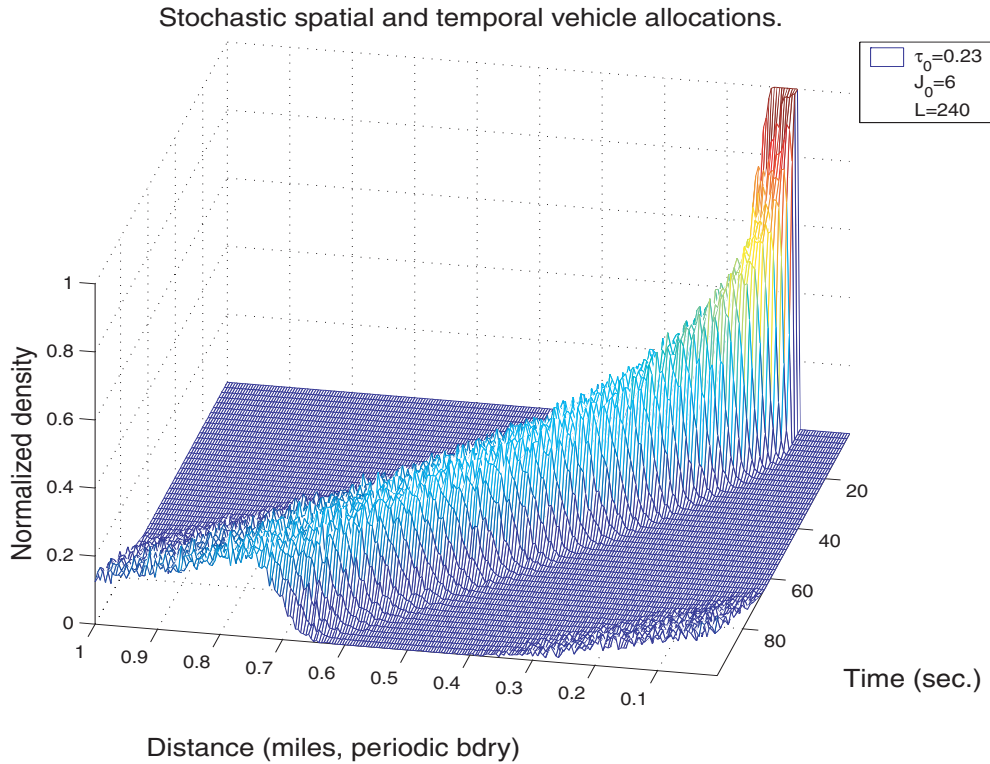 Stochastic spatial and temporal vehicle allocations.
τ0=0.23
J0=6
L=240
Normalized density
1
0.8
0.6
0.4
0.2
0
1
0.9
0.8
0.7
0.6
0.5
0.4
0.3
0.2
0.1
20
40
60
80
Time (sec.)
Distance (miles, periodic bdry)